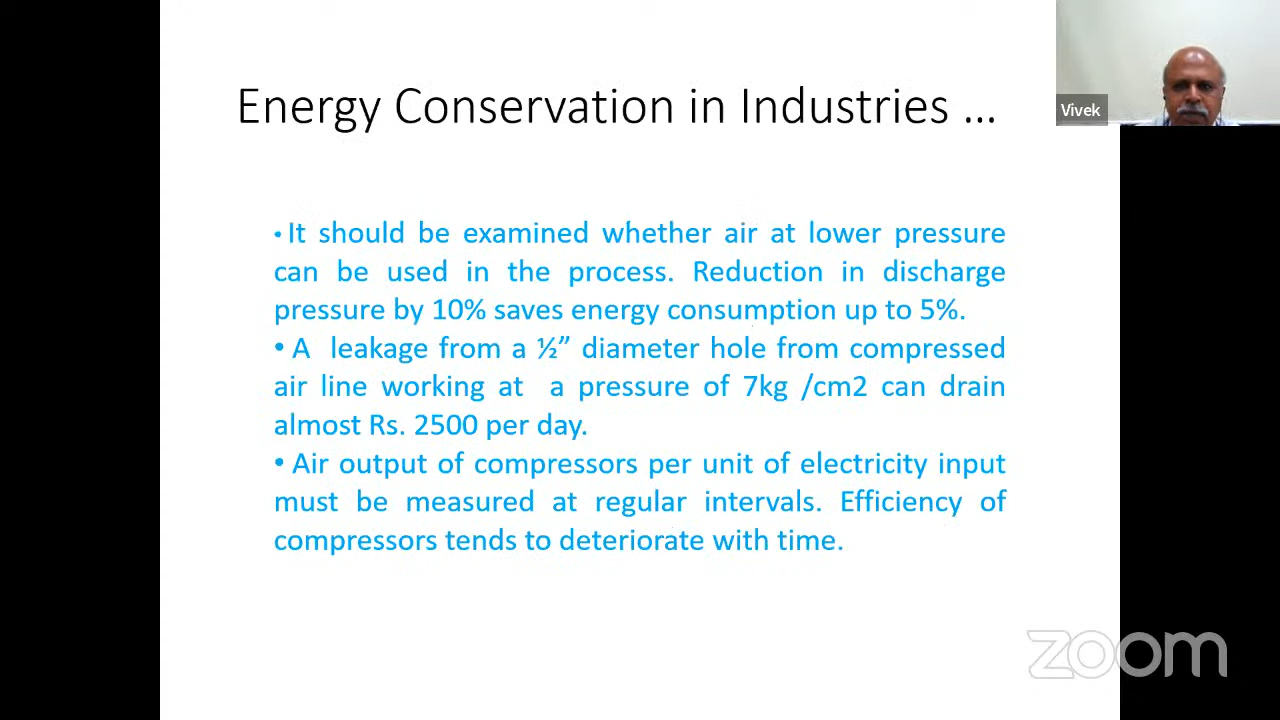 Energy Conservation in Industries ...
Vivek
• It should be examined whether air at lower pressure
can be used in the process. Reduction in discharge
pressure by 10% saves energy consumption up to 5%.
• A leakage from a ½” diameter hole from compressed
air line working at a pressure of 7kg /cm2 can drain
almost Rs. 2500 per day.
• Air output of compressors per unit of electricity input
must be measured at regular intervals. Efficiency of
compressors tends to deteriorate with time.
zoom